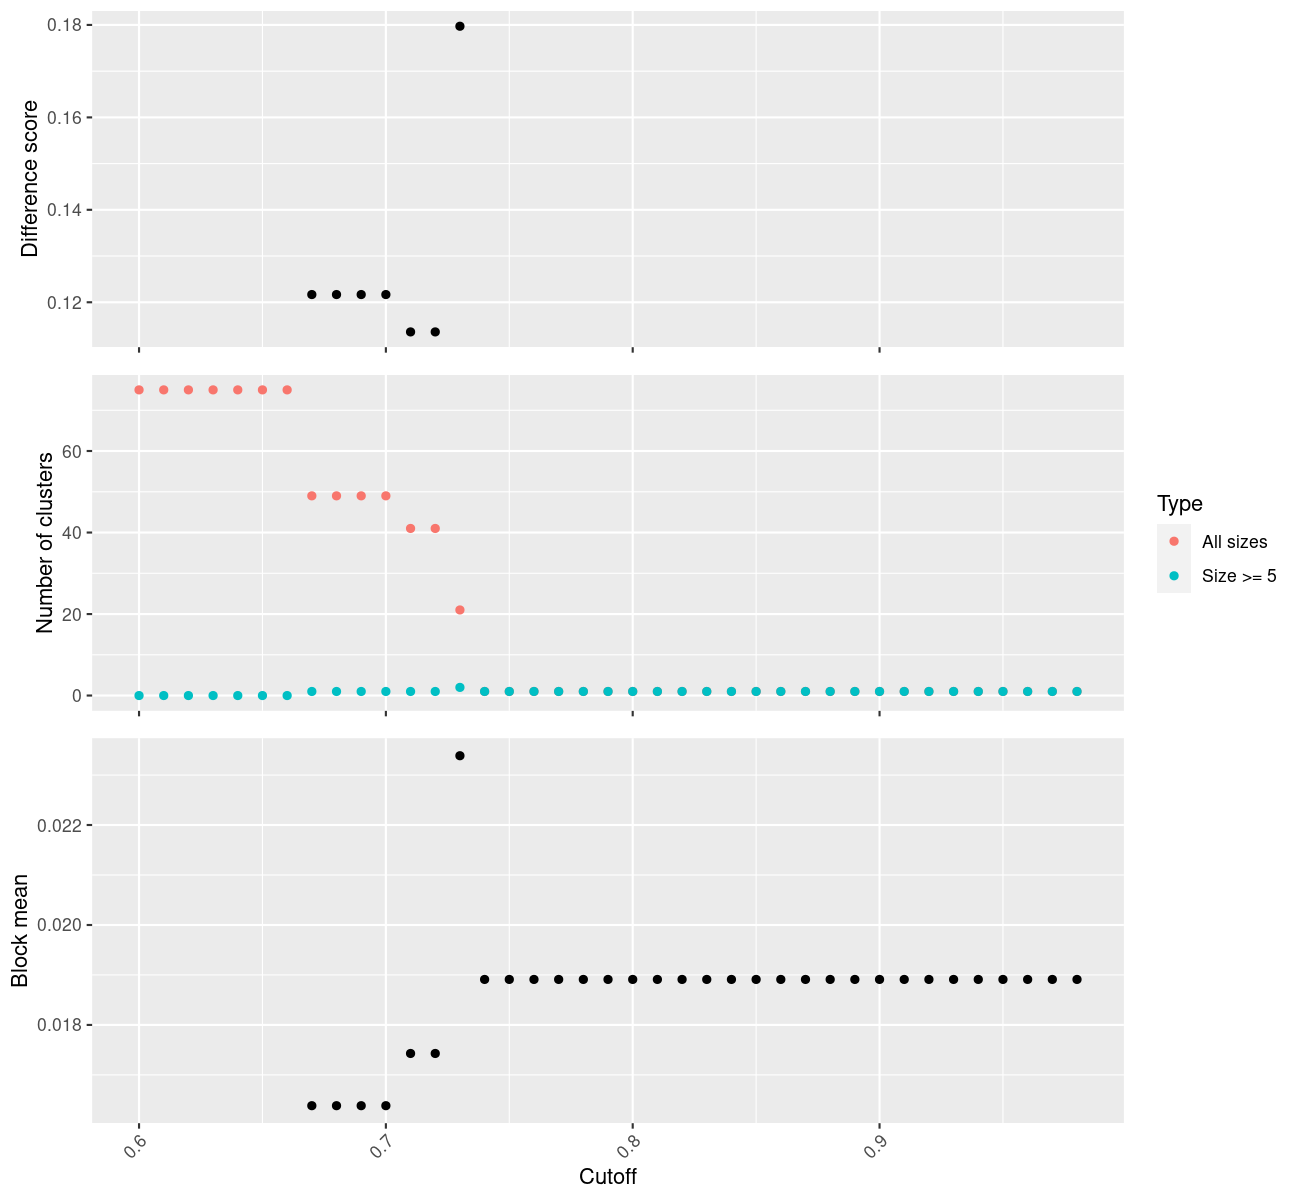 Difference score
0.18
0.16
0.14
0.12
Number of clusters
60
40
20
0
Type
All sizes
Size >= 5
Block mean
0.022
0.020
0.018
0.6
0.7
0.8
0.9
Cutoff